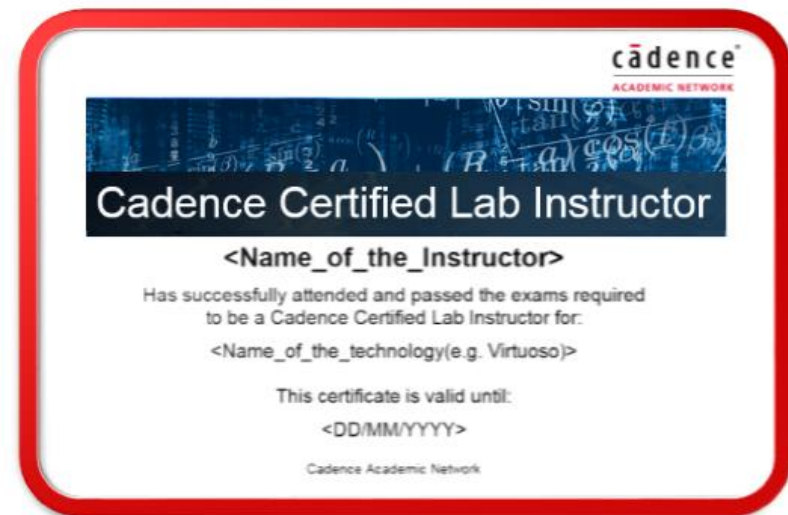 cādence®
ACADEMIC NETWORK
Cadence Certified Lab Instructor
<Name_of_the_Instructor>
Has successfully attended and passed the exams required
to be a Cadence Certified Lab Instructor for:
<Name_of_the_technology(e.g. Virtuoso)>
This certificate is valid until:
<DD/MM/YYYY>
Cadence Academic Network